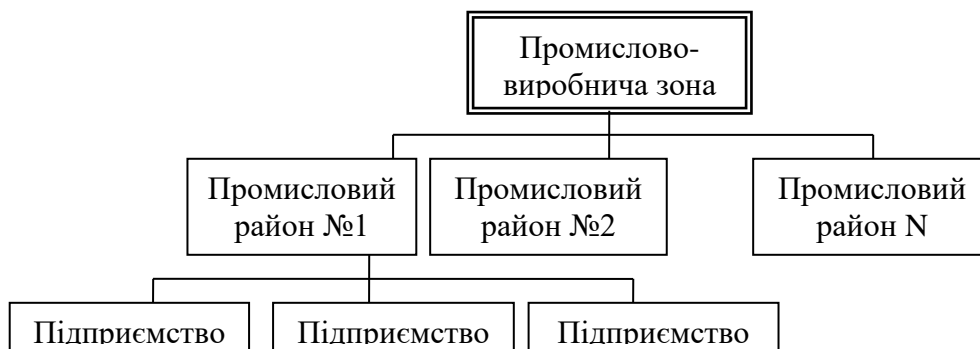 Промислово-
виробнича зона
Промисловий
район №1
Промисловий
район №2
Промисловий
район N
Підприємство
Підприємство
Підприємство